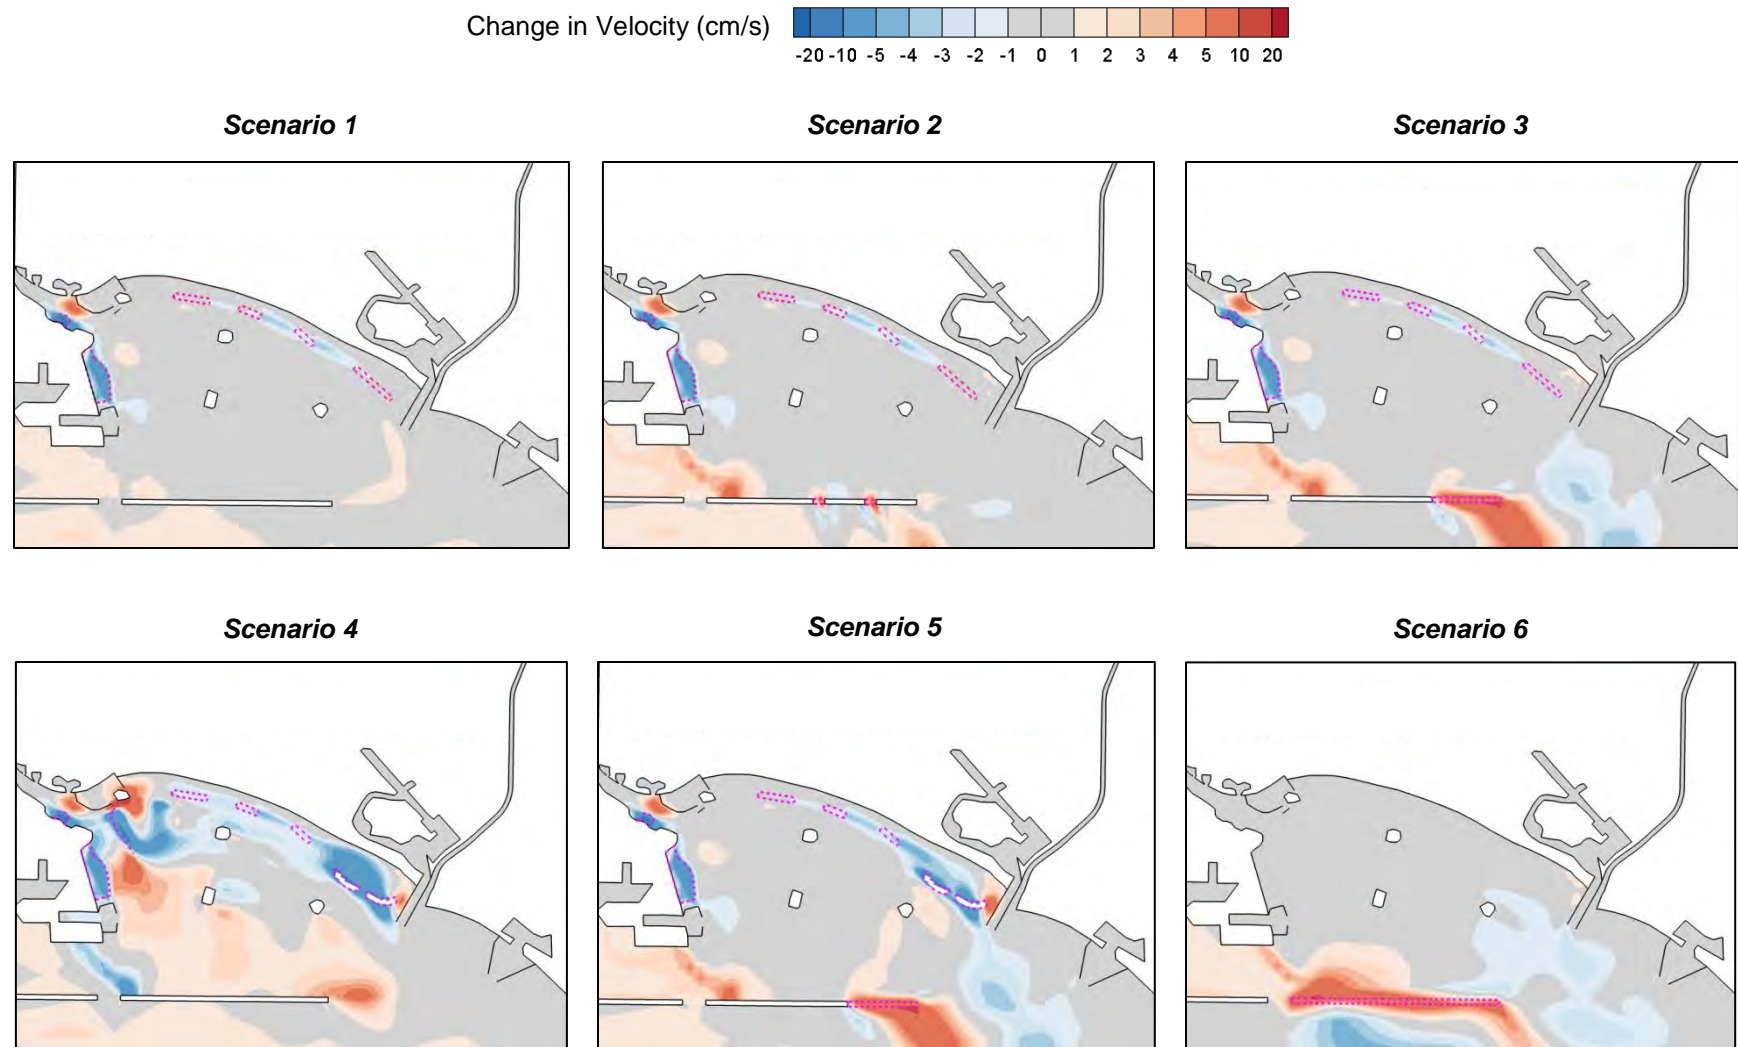 Change in Velocity (cm/s)
-20 -10 -5 -4 -3 -2 -1 0 1 2 3 4 5 10 20
Scenario 1
Scenario 2
Scenario 3
Scenario 4
Scenario 5
Scenario 6